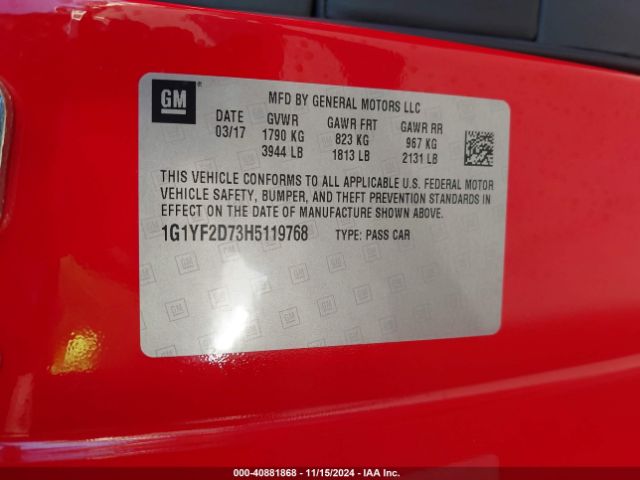 GM
MFD BY GENERAL MOTORS LLC
DATE GVWR GAWR FRT GAWR RR
03/17 1790 KG 823 KG 967 KG
3944 LB 1813 LB 2131 LB
THIS VEHICLE CONFORMS TO ALL APPLICABLE U.S. FEDERAL MOTOR
VEHICLE SAFETY, BUMPER, AND THEFT PREVENTION STANDARDS IN
EFFECT ON THE DATE OF MANUFACTURE SHOWN ABOVE.
1G1YF2D73H5119768 TYPE: PASS CAR
000-40881868 • 11/15/2024 • IAA Inc.